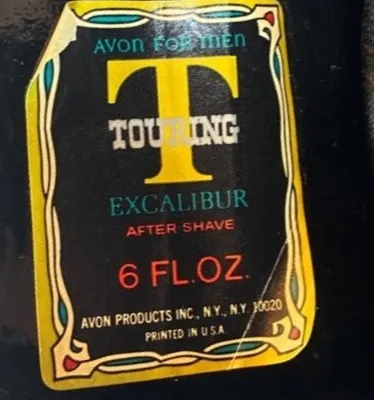 AVON FOR MEN
T
TOURING
EXCALIBUR
AFTER SHAVE
6 FL.OZ.
AVON PRODUCTS INC., N.Y., N.Y. 10020
PRINTED IN U.S.A.